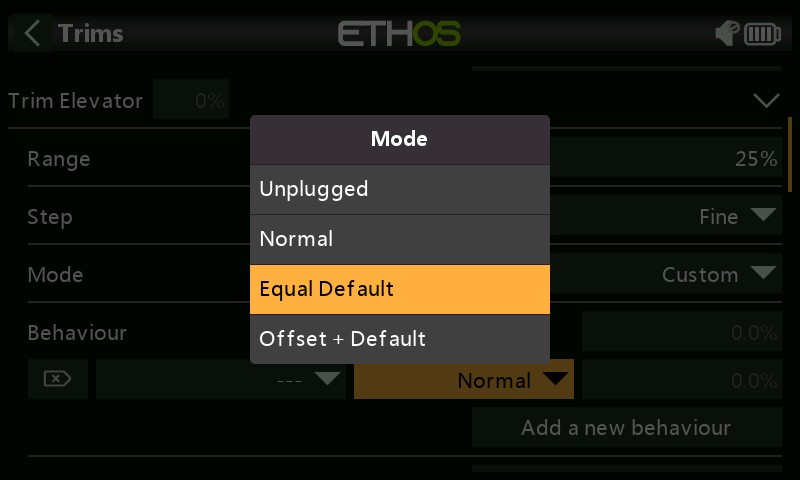 Trims
ETHOS
Trim Elevator 0%
Mode
Range 25%
Unplugged
Step Fine
Normal
Mode Custom
Equal Default
Behaviour 0.0%
Offset + Default
--- Normal 0.0%
Add a new behaviour